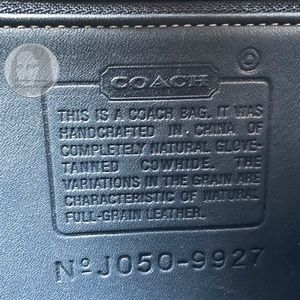 COACH
THIS IS A COACH BAG. IT WAS
HANDCRAFTED IN CHINA OF
COMPLETELY NATURAL GLOVE-
TANNED COWHIDE. THE
VARIATIONS IN THE GRAIN ARE
CHARACTERISTIC OF NATURAL
FULL-GRAIN LEATHER.
Nº J050-9927